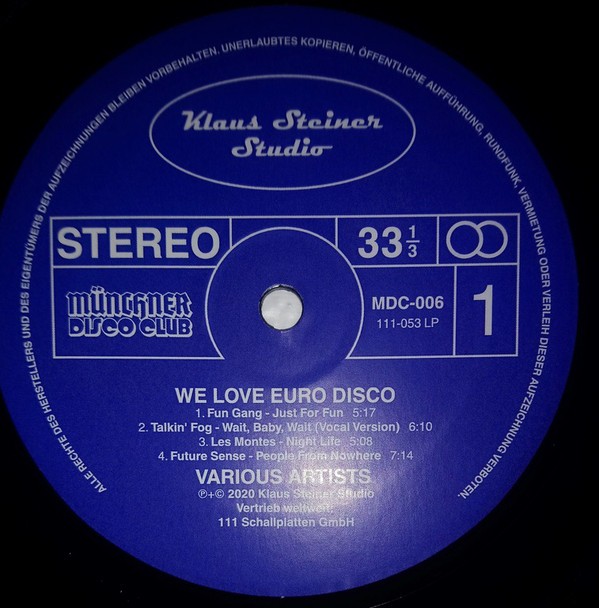 ALLE RECHTE DES HERSTELLERS UND DES EIGENTÜMERS DER AUFZEICHNUNGEN BLEIBEN VORBEHALTEN. UNERLAUBTES KOPIEREN, ÖFFENTLICHE AUFFÜHRUNG, RUNDFUNK, VERMIETUNG ODER VERLEIH DIESER AUFZEICHNUNG VERBOTEN.
Klaus Steiner
Studio
STEREO
33 1/3
MÜNCHNER
DISCO CLUB
MDC-006
111-053 LP
1
WE LOVE EURO DISCO
1. Fun Gang - Just For Fun 5:17
2. Talkin' Fog - Wait, Baby, Wait (Vocal Version) 6:10
3. Les Montes - Night Life 5:08
4. Future Sense - People From Nowhere 7:14
VARIOUS ARTISTS
℗+© 2020 Klaus Steiner Studio
Vertrieb weltweit:
111 Schallplatten GmbH